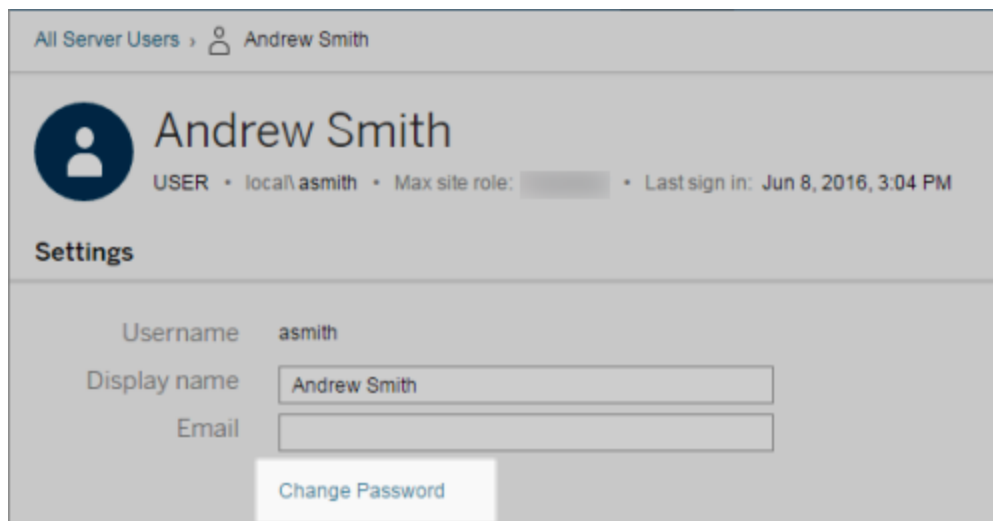 All Server Users › Andrew Smith
Andrew Smith
USER • local\ asmith • Max site role: • Last sign in: Jun 8, 2016, 3:04 PM
Settings
Username asmith
Display name Andrew Smith
Email
Change Password